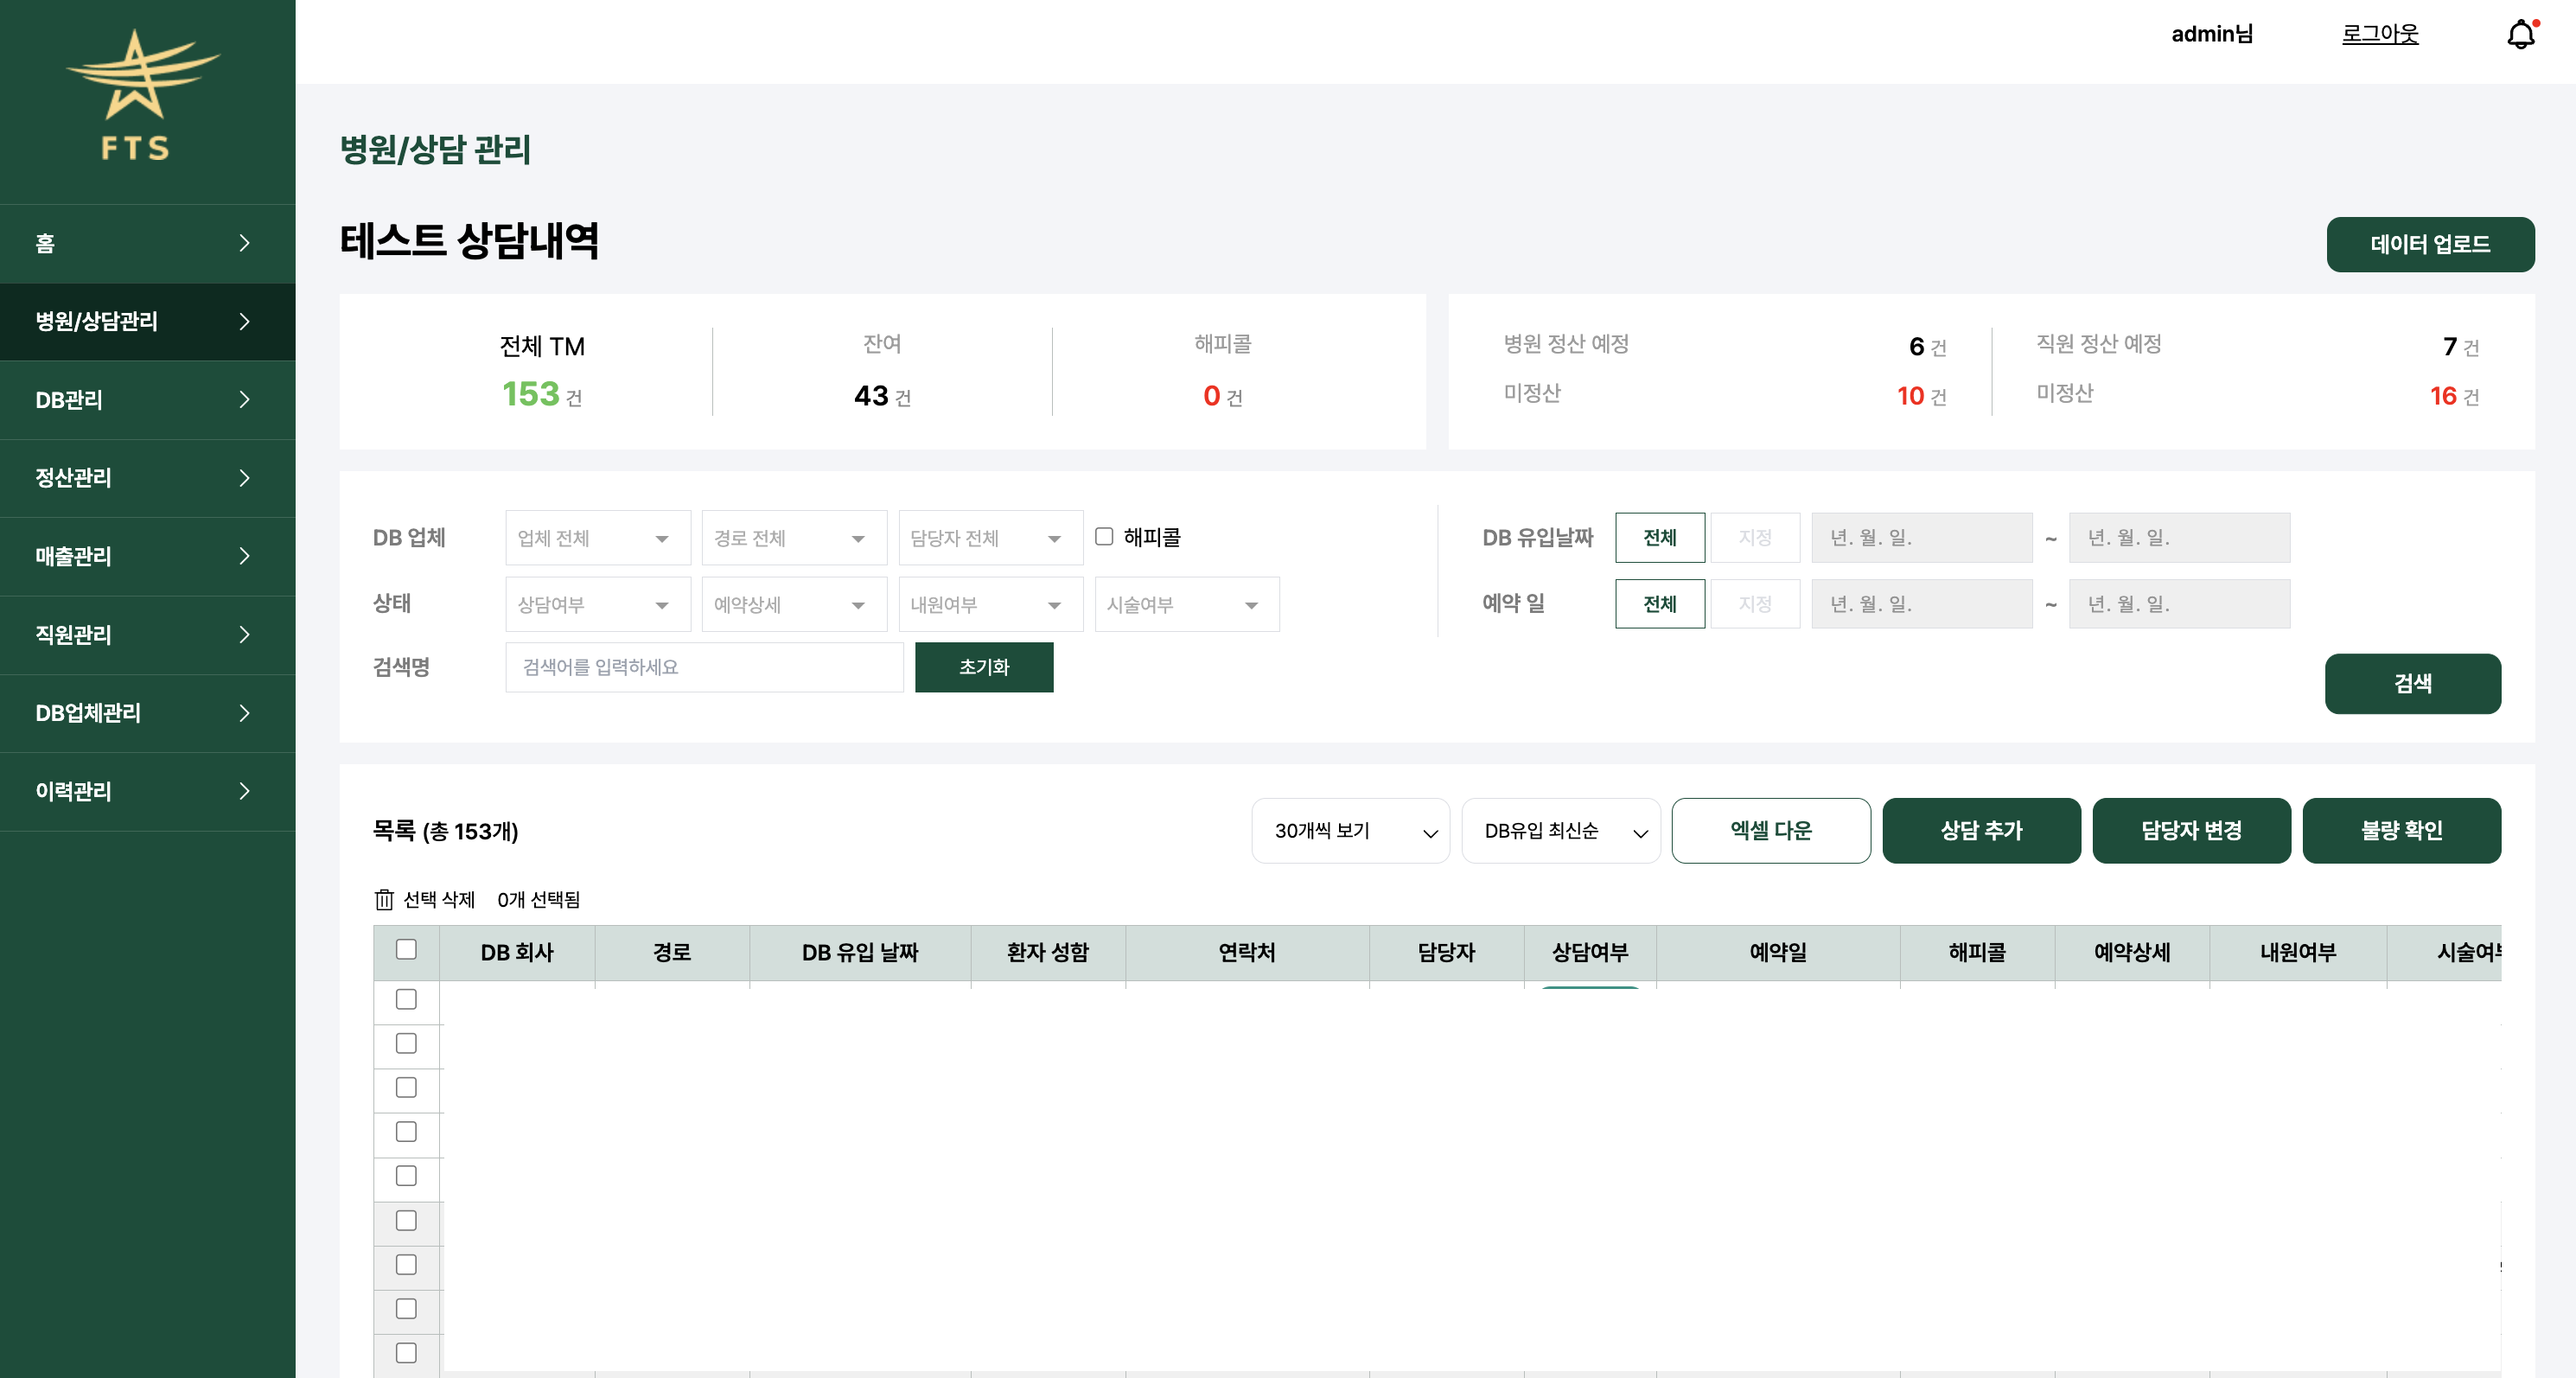 admin님 로그아웃
FTS
홈
병원/상담관리
DB관리
정산관리
매출관리
직원관리
DB업체관리
이력관리
병원/상담 관리
테스트 상담내역
데이터 업로드
전체 TM
153 건
잔여
43 건
해피콜
0 건
병원 정산 예정 6 건
미정산 10 건
직원 정산 예정 7 건
미정산 16 건
DB 업체 업체 전체 경로 전체 담당자 전체 해피콜
상태 상담여부 예약상세 내원여부 시술여부
검색명 검색어를 입력하세요 초기화
DB 유입날짜 전체 지정 년. 월. 일. ~ 년. 월. 일.
예약 일 전체 지정 년. 월. 일. ~ 년. 월. 일.
검색
목록 (총 153개) 30개씩 보기 DB유입 최신순 엑셀 다운 상담 추가 담당자 변경 불량 확인
선택 삭제 0개 선택됨
DB 회사 경로 DB 유입 날짜 환자 성함 연락처 담당자 상담여부 예약일 해피콜 예약상세 내원여부 시술여부